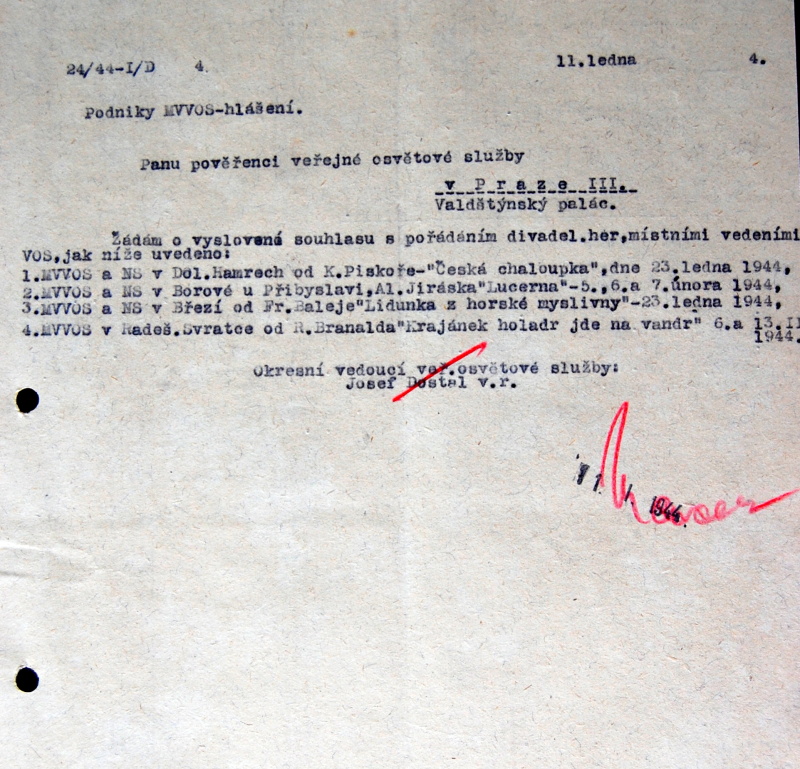 24/44-I/D 4. 11.ledna 4.
Podniky MVVOS-hlášení.
Panu pověřenci veřejné osvětové služby
v Praze III.
Valdštýnský palác.
Žádám o vyslovená souhlasu s pořádáním divadel.her,místními vedeními
VOS,jak níže uvedeno:
1.MVVOS a NS v Dol.Hamrech od K.Piskoře-"Česká chaloupka",dne 23.ledna 1944,
2.MVVOS a NS v Borové u Přibyslavi,Al.Jiráska"Lucerna"-5.,6.a 7.února 1944,
3.MVVOS a NS v Březí od Fr.Baleje"Lidunka z horské myslivny"-23.ledna 1944,
4.MVVOS v Radeš.Svratce od R.Branalda"Krajánek holadr jde na vandr" 6.a 13.II
1944.
Okresní vedoucí veř.osvětové služby:
Josef Dostal v.r.
1944.